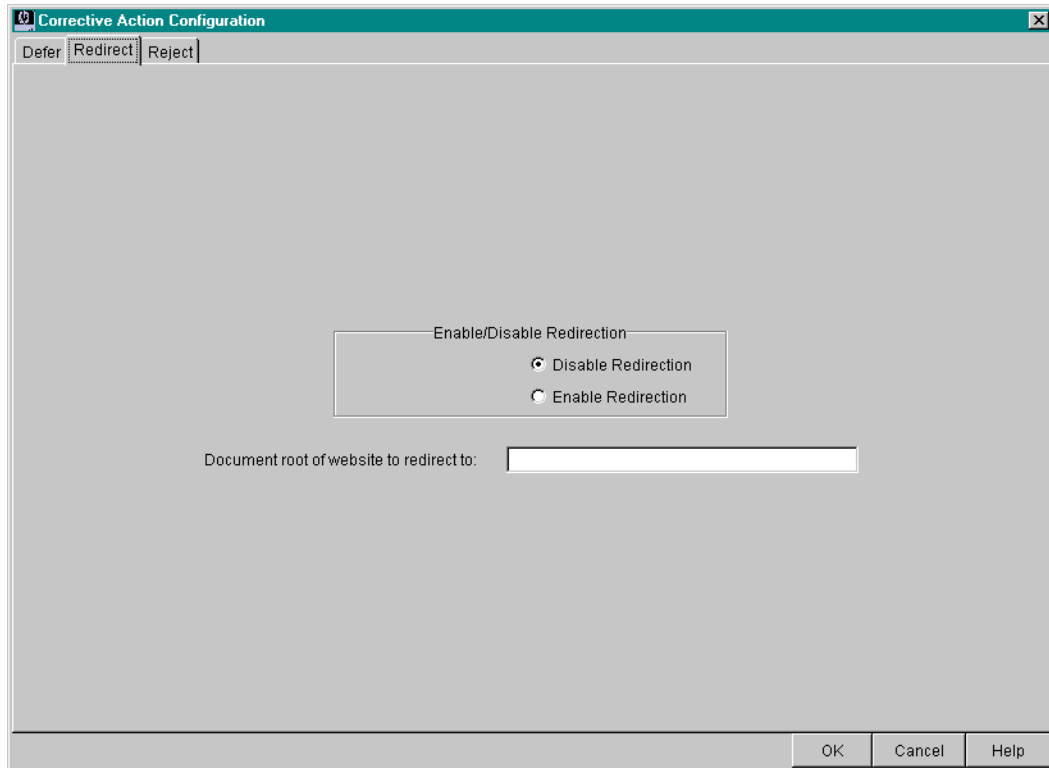 Corrective Action Configuration
Defer Redirect Reject
Enable/Disable Redirection
Disable Redirection
Enable Redirection
Document root of website to redirect to:
OK Cancel Help